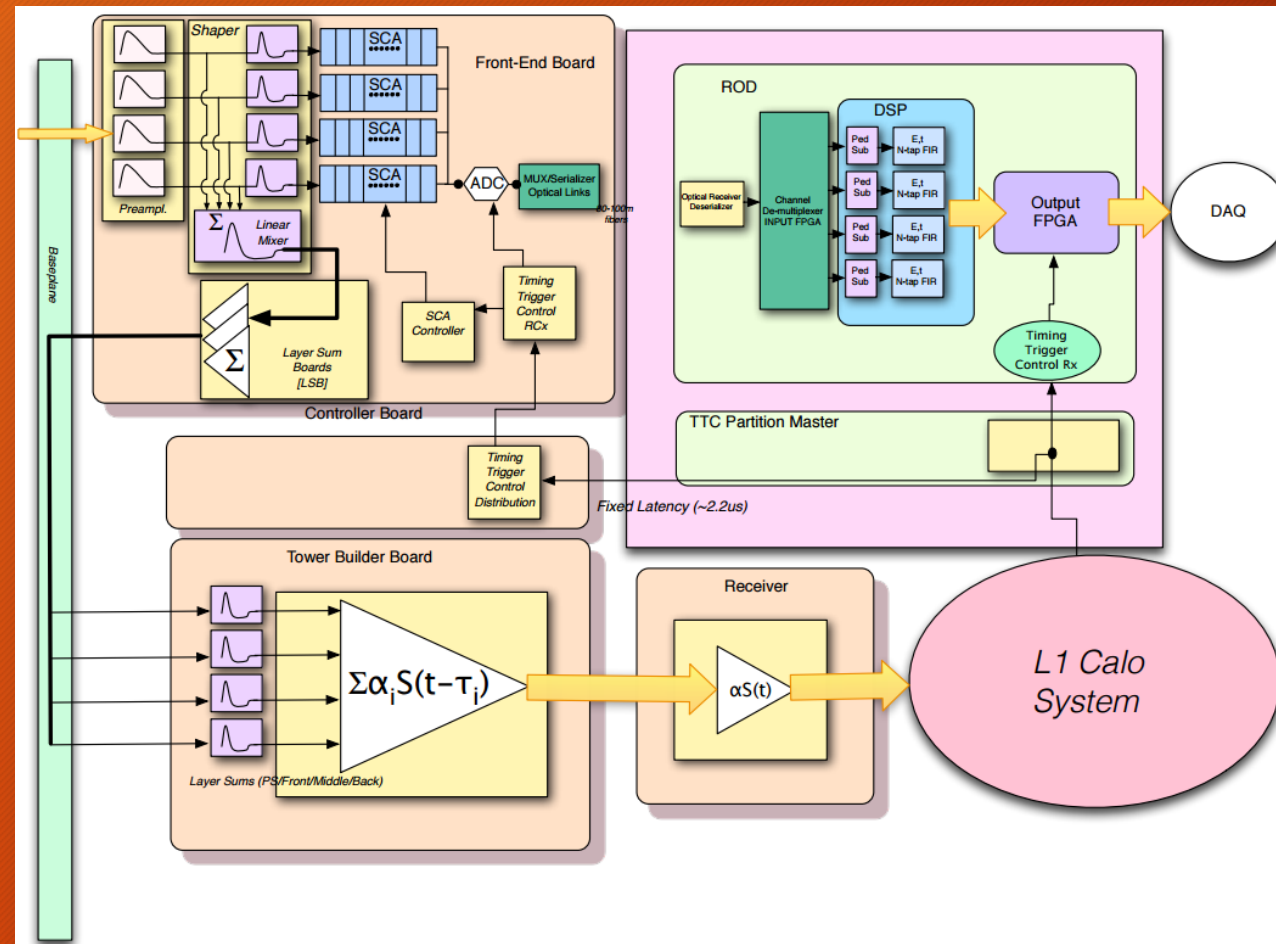 Baseplane
Preampl.
Shaper
Σ
Linear
Mixer
SCA
SCA
SCA
SCA
Front-End Board
ADC
MUX/Serializer
Optical Links
80-100m
fibers
SCA
Controller
Timing
Trigger
Control
RCx
Σ
Layer Sum
Boards
[LSB]
Controller Board
Timing
Trigger
Control
Distribution
Fixed Latency (~2.2us)
ROD
Optical Receiver
Deserializer
Channel
De-multiplexer
INPUT FPGA
DSP
Ped
Sub
E,t
N-tap FIR
Ped
Sub
E,t
N-tap FIR
Ped
Sub
E,t
N-tap FIR
Ped
Sub
E,t
N-tap FIR
Output
FPGA
DAQ
Timing
Trigger
Control Rx
TTC Partition Master
Tower Builder Board
ΣαᵢS(t−τᵢ)
Layer Sums (PS/Front/Middle/Back)
Receiver
αS(t)
L1 Calo
System